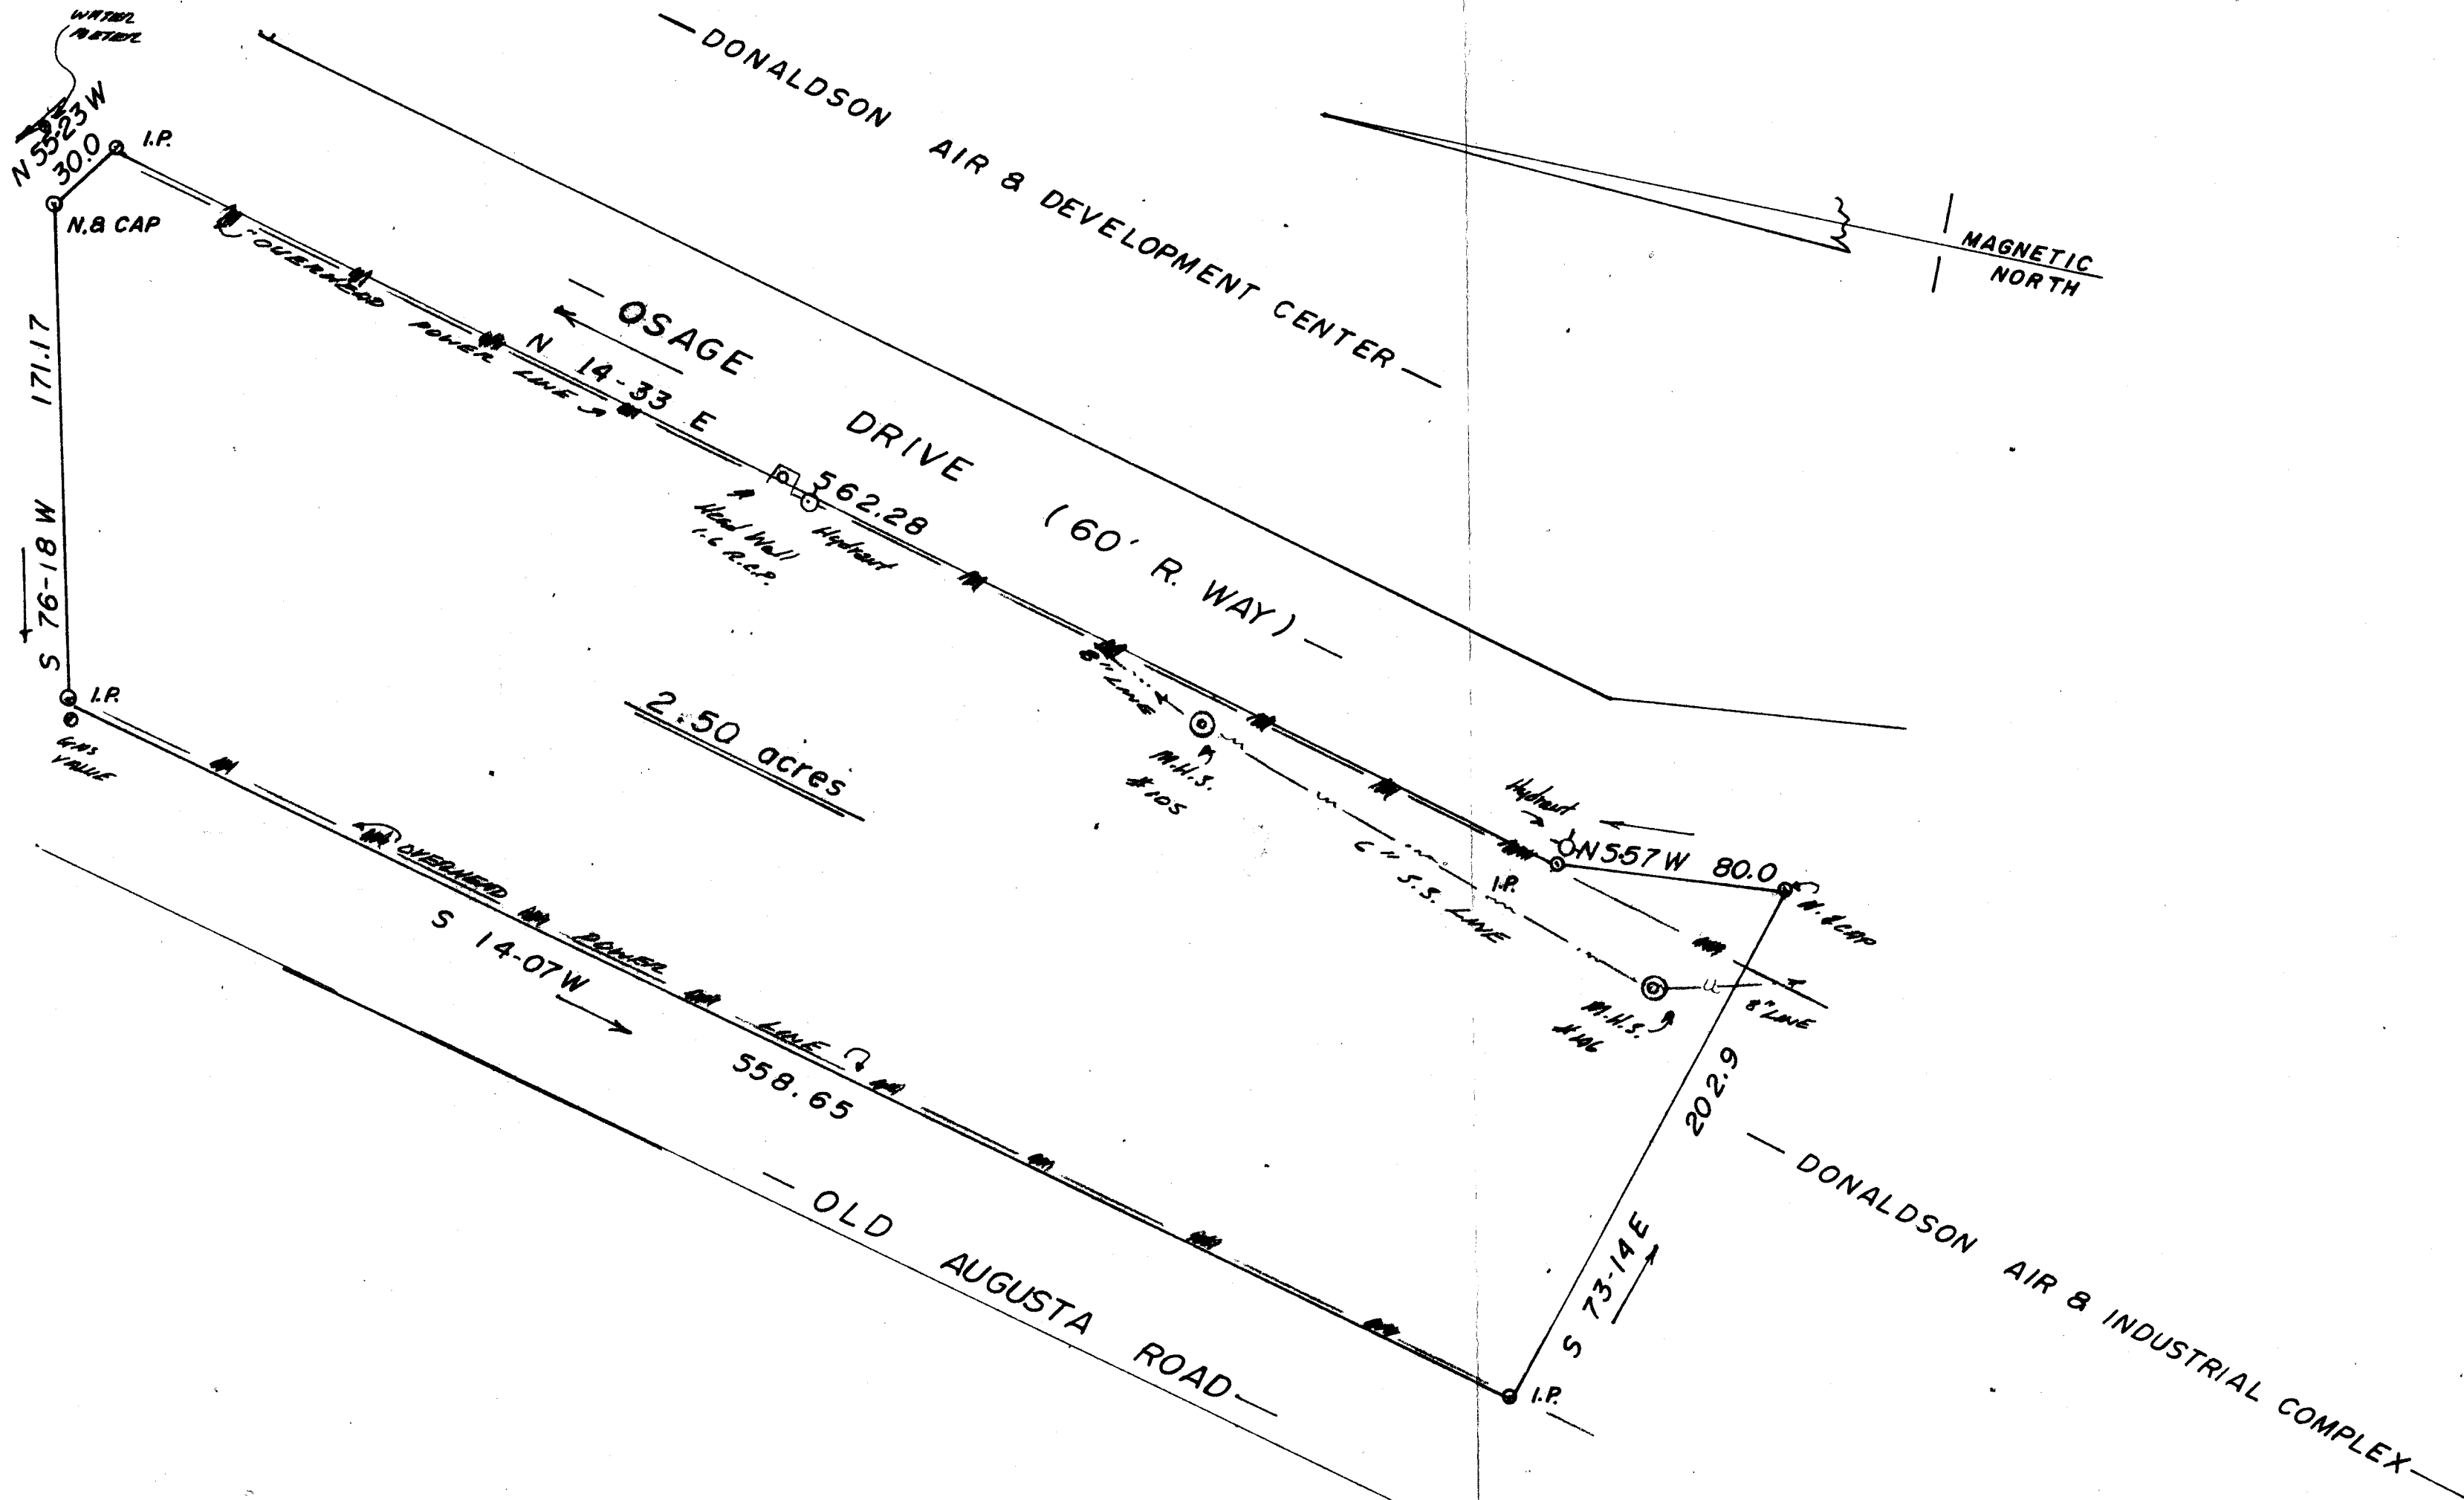 WATER
METER
— DONALDSON AIR & DEVELOPMENT CENTER —
N 55-23 W
30.0
I.P.
N.& CAP
MAGNETIC
NORTH
OVERHEAD POWER LINE
— OSAGE DRIVE (60' R. WAY) —
N 14-33 E 562.28
171.17
S 76-18 W
Head Wall
R.C.P.
Hydrant
I.P.
GAS
VALUE
2.50 acres
8" LINE
M.H.S.
#105
Hydrant
N 5-57 W 80.0
I.P.
N.&CAP
6" S.S. LINE
M.H.S.
#106
8" LINE
OVERHEAD POWER LINE
S 14-07 W
558.65
202.9
S 73-14 E
I.P.
— OLD AUGUSTA ROAD —
— DONALDSON AIR & INDUSTRIAL COMPLEX —